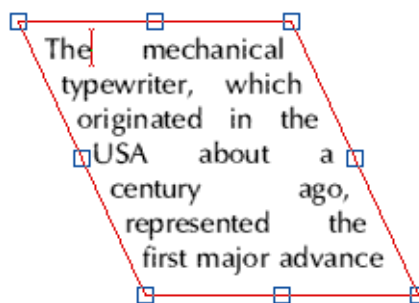 The mechanical
typewriter, which
originated in the
USA about a
century ago,
represented the
first major advance